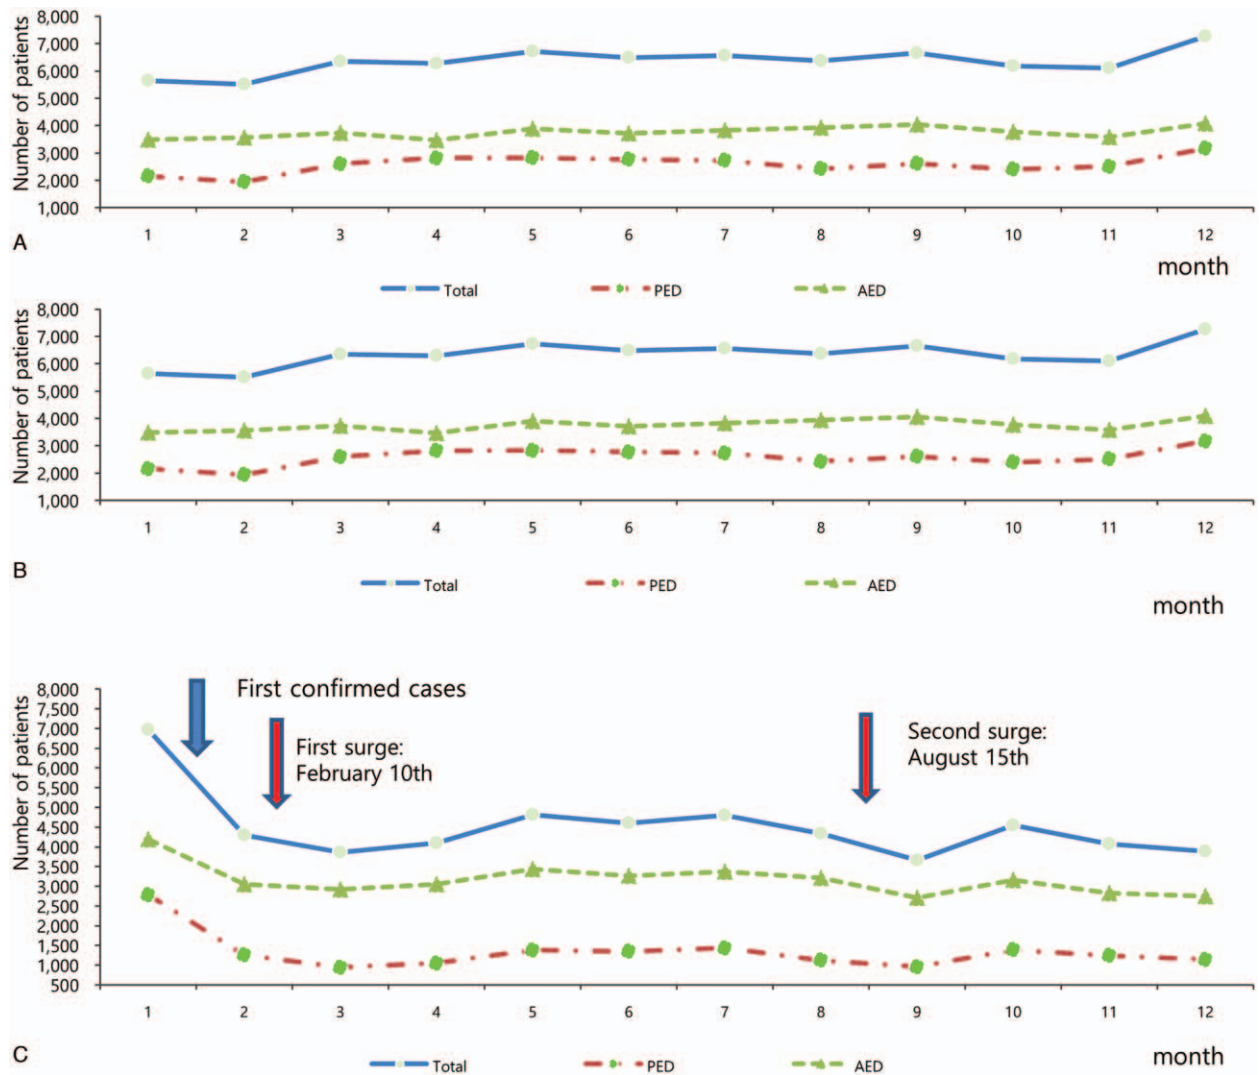 Number of patients
8,000
7,000
6,000
5,000
4,000
3,000
2,000
1,000
1 2 3 4 5 6 7 8 9 10 11 12
A
month
Total PED AED
Number of patients
8,000
7,000
6,000
5,000
4,000
3,000
2,000
1,000
1 2 3 4 5 6 7 8 9 10 11 12
B
Total PED AED
month
Number of patients
8,000
7,000
6,500
6,000
5,500
5,000
4,500
4,000
3,500
3,000
2,500
2,000
1,500
1,000
500
First confirmed cases
First surge:
February 10th
Second surge:
August 15th
1 2 3 4 5 6 7 8 9 10 11 12
C
month
Total PED AED